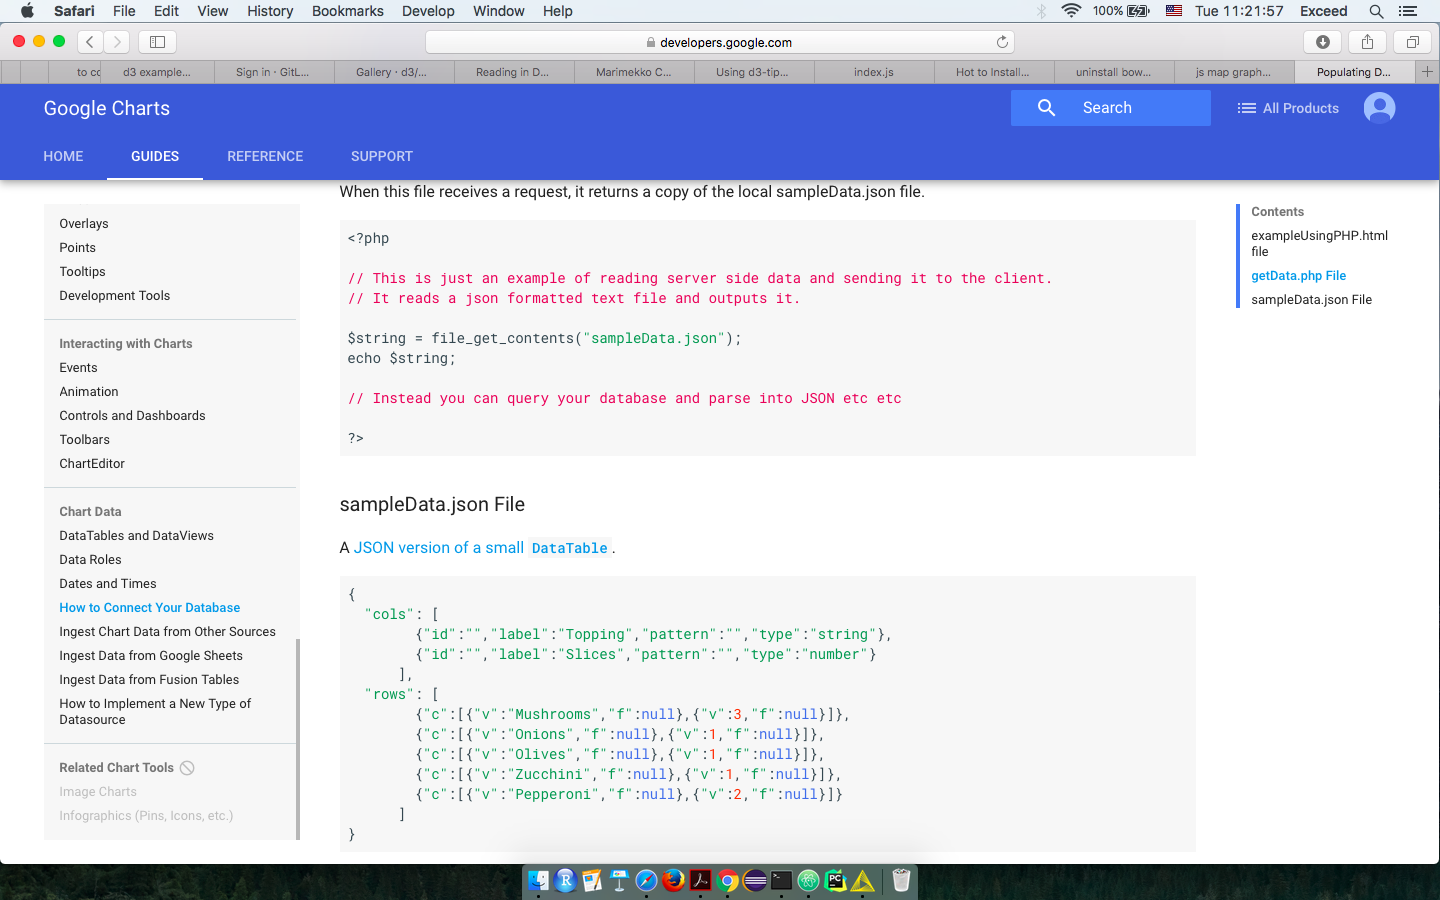 Safari File Edit View History Bookmarks Develop Window Help 100% Tue 11:21:57 Exceed
developers.google.com
to cc d3 example... Sign in · GitL... Gallery · d3/... Reading in D... Marimekko C... Using d3-tip... index.js Hot to Install... uninstall bow... js map graph... Populating D...
Google Charts Search All Products
HOME GUIDES REFERENCE SUPPORT
Overlays
Points
Tooltips
Development Tools
Interacting with Charts
Events
Animation
Controls and Dashboards
Toolbars
ChartEditor
Chart Data
DataTables and DataViews
Data Roles
Dates and Times
How to Connect Your Database
Ingest Chart Data from Other Sources
Ingest Data from Google Sheets
Ingest Data from Fusion Tables
How to Implement a New Type of
Datasource
Related Chart Tools
Image Charts
Infographics (Pins, Icons, etc.)
When this file receives a request, it returns a copy of the local sampleData.json file.
<?php
// This is just an example of reading server side data and sending it to the client.
// It reads a json formatted text file and outputs it.
$string = file_get_contents("sampleData.json");
echo $string;
// Instead you can query your database and parse into JSON etc etc
?>
sampleData.json File
A JSON version of a small DataTable.
{
"cols": [
{"id":"","label":"Topping","pattern":"","type":"string"},
{"id":"","label":"Slices","pattern":"","type":"number"}
],
"rows": [
{"c":[{"v":"Mushrooms","f":null},{"v":3,"f":null}]},
{"c":[{"v":"Onions","f":null},{"v":1,"f":null}]},
{"c":[{"v":"Olives","f":null},{"v":1,"f":null}]},
{"c":[{"v":"Zucchini","f":null},{"v":1,"f":null}]},
{"c":[{"v":"Pepperoni","f":null},{"v":2,"f":null}]}
]
}
Contents
exampleUsingPHP.html
file
getData.php File
sampleData.json File
R
PC